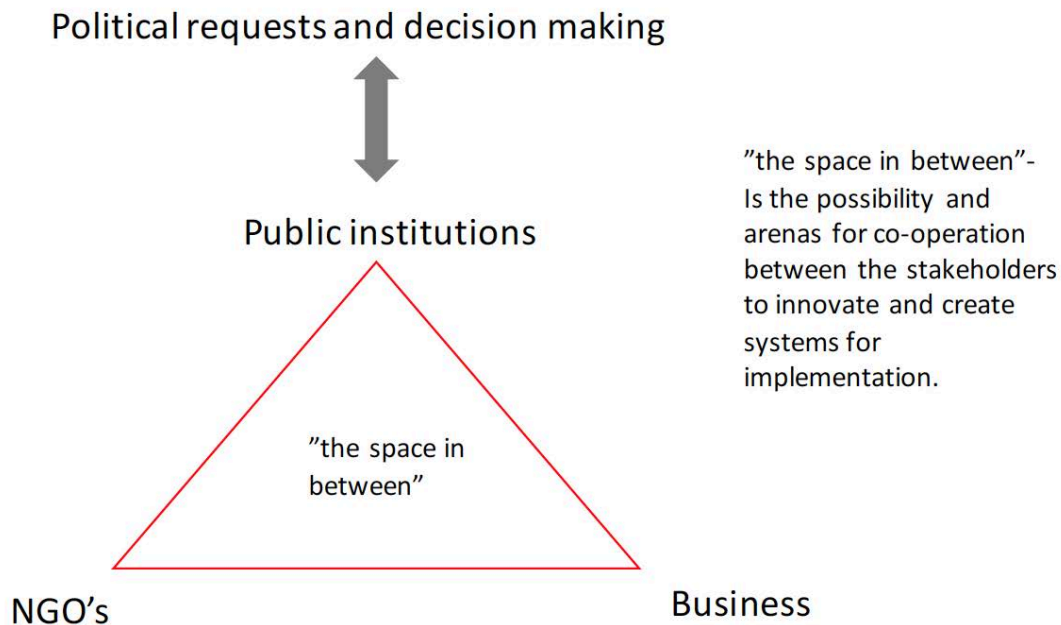 Political requests and decision making
Public institutions
”the space in between”-
Is the possibility and
arenas for co-operation
between the stakeholders
to innovate and create
systems for
implementation.
”the space in
between”
NGO’s
Business